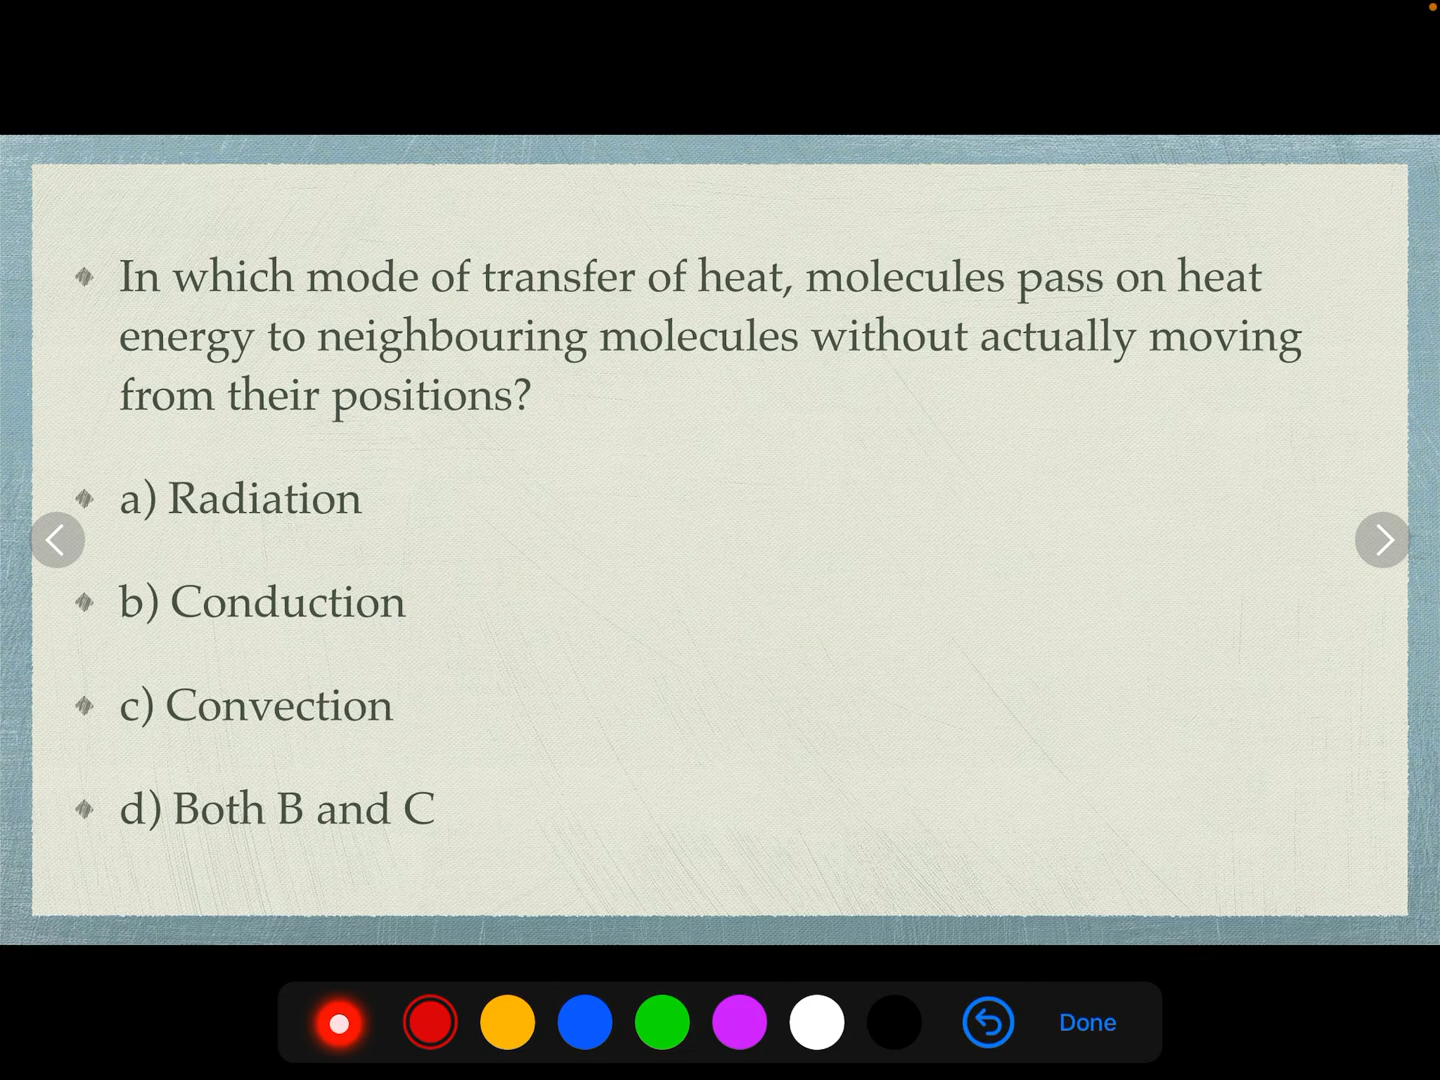 In which mode of transfer of heat, molecules pass on heat
energy to neighbouring molecules without actually moving
from their positions?
a) Radiation
b) Conduction
c) Convection
d) Both B and C
Done